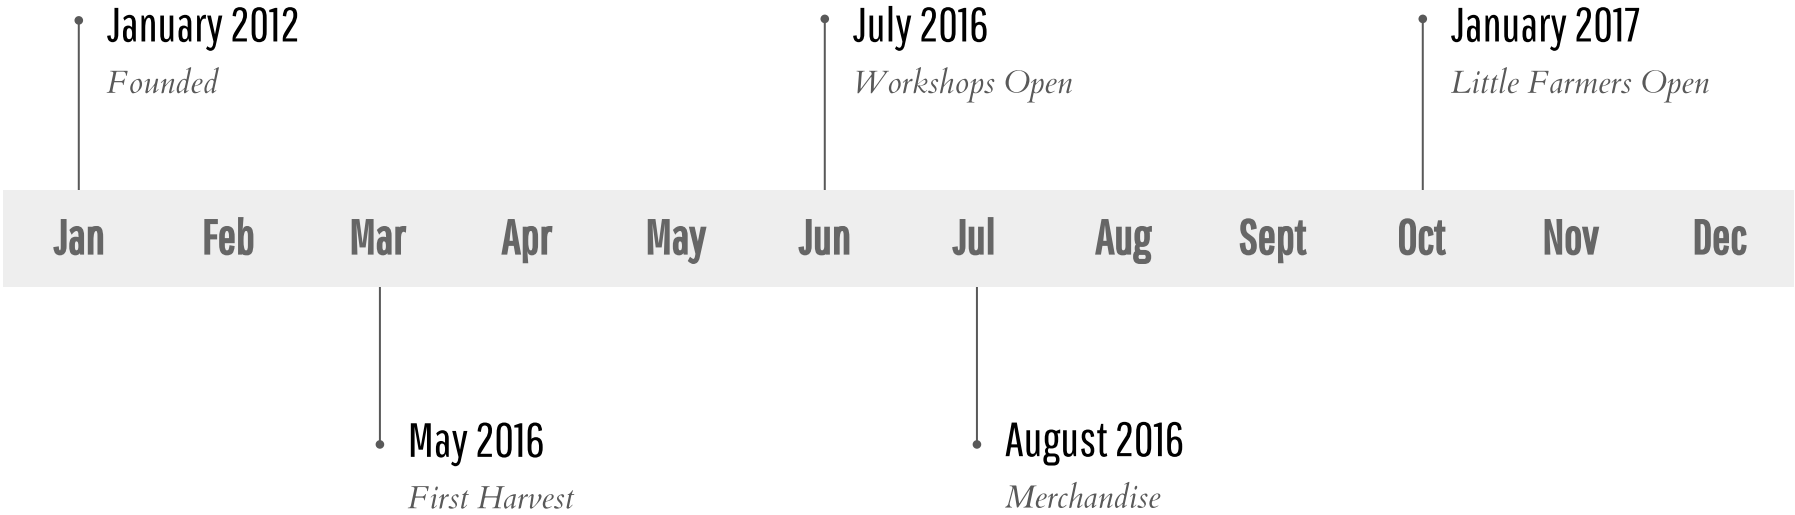 January 2012
Founded
July 2016
Workshops Open
January 2017
Little Farmers Open
Jan Feb Mar Apr May Jun Jul Aug Sept Oct Nov Dec
May 2016
First Harvest
August 2016
Merchandise